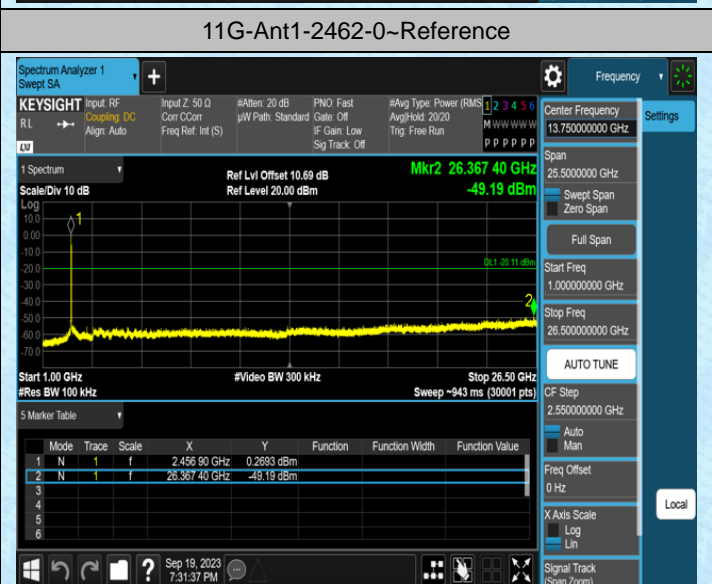 11G-Ant1-2462-0~Reference
Spectrum Analyzer 1
Swept SA
+
Frequency
KEYSIGHT
RL
LXI
Input: RF
Coupling: DC
Align: Auto
Input Z: 50 Ω
Corr CCorr
Freq Ref: Int (S)
#Atten: 20 dB
µW Path: Standard
PNO: Fast
Gate: Off
IF Gain: Low
Sig Track: Off
#Avg Type: Power (RMS
Avg|Hold: 20/20
Trig: Free Run
1 2 3 4 5 6
M W W W W W
P P P P P P
1 Spectrum
Scale/Div 10 dB
Ref Lvl Offset 10.69 dB
Ref Level 20.00 dBm
Mkr2 26.367 40 GHz
-49.19 dBm
Log
10.0
0.00
-10.0
-20.0
-30.0
-40.0
-50.0
-60.0
-70.0
1
DL1 -20.11 dBm
2
Start 1.00 GHz
#Res BW 100 kHz
#Video BW 300 kHz
Stop 26.50 GHz
Sweep ~943 ms (30001 pts)
5 Marker Table
Mode Trace Scale X Y Function Function Width Function Value
1 N 1 f 2.456 90 GHz 0.2693 dBm
2 N 1 f 26.367 40 GHz -49.19 dBm
3
4
5
6
Center Frequency
13.750000000 GHz
Settings
Span
25.5000000 GHz
Swept Span
Zero Span
Full Span
Start Freq
1.000000000 GHz
Stop Freq
26.500000000 GHz
AUTO TUNE
CF Step
2.550000000 GHz
Auto
Man
Freq Offset
0 Hz
X Axis Scale
Log
Lin
Local
Signal Track
(Span Zoom)
?
Sep 19, 2023
7:31:37 PM